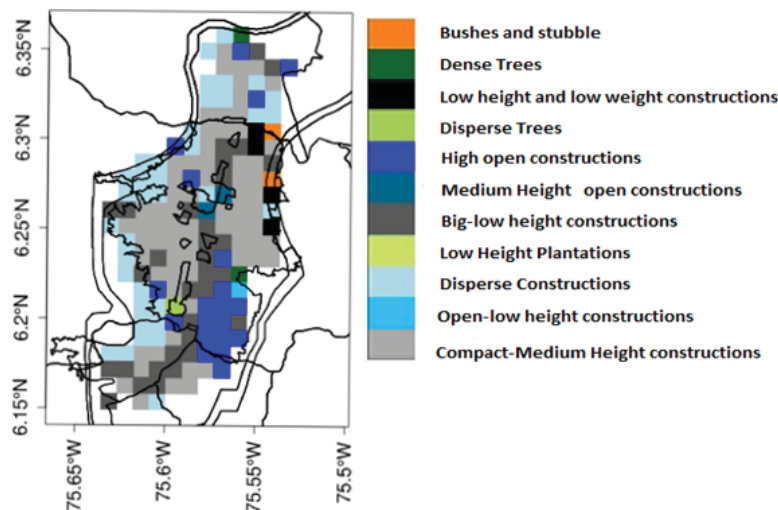 6.35°N
6.3°N
6.25°N
6.2°N
6.15°N
75.65°W
75.6°W
75.55°W
75.5°W
Bushes and stubble
Dense Trees
Low height and low weight constructions
Disperse Trees
High open constructions
Medium Height open constructions
Big-low height constructions
Low Height Plantations
Disperse Constructions
Open-low height constructions
Compact-Medium Height constructions